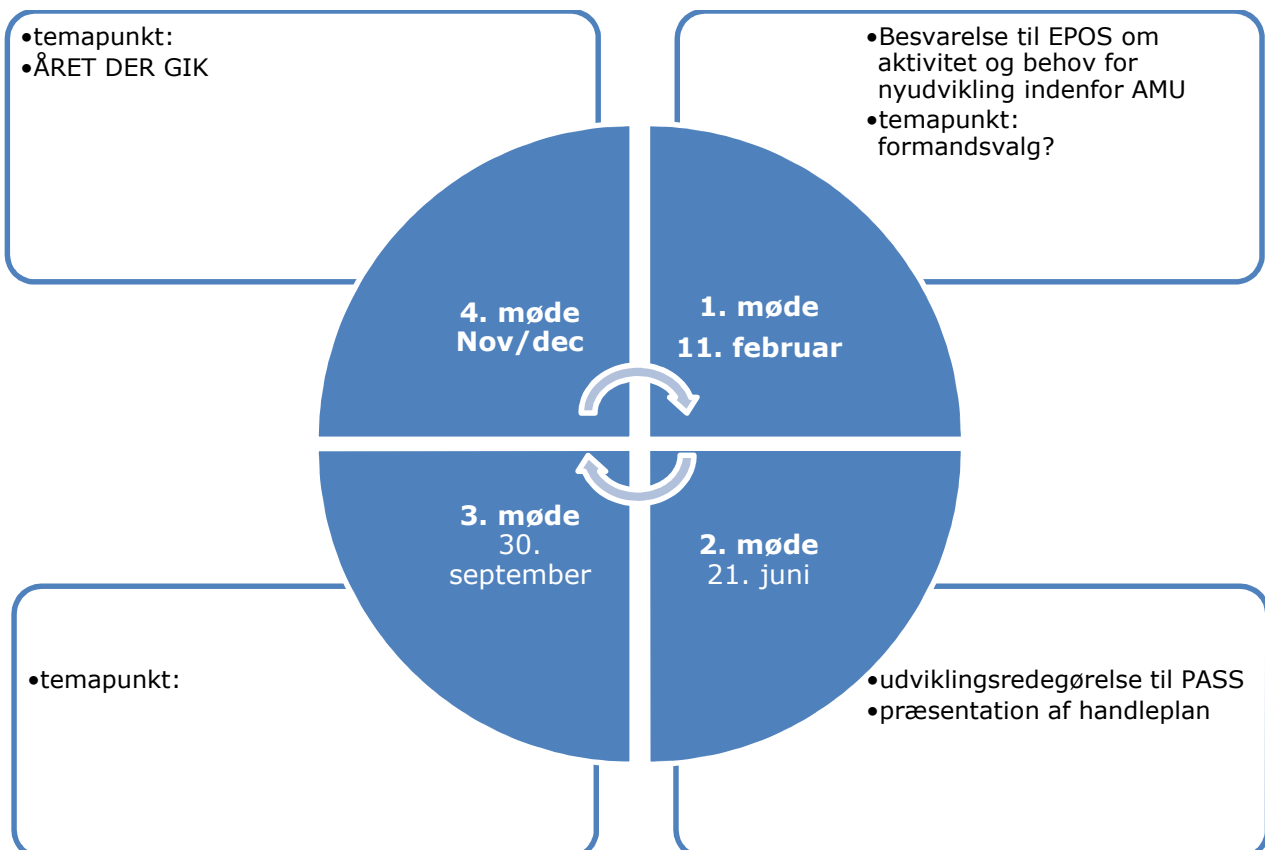 •temapunkt:
•ÅRET DER GIK
•Besvarelse til EPOS om
aktivitet og behov for
nyudvikling indenfor AMU
•temapunkt:
formandsvalg?
4. møde
Nov/dec
1. møde
11. februar
3. møde
30.
september
2. møde
21. juni
•temapunkt:
•udviklingsredegørelse til PASS
•præsentation af handleplan